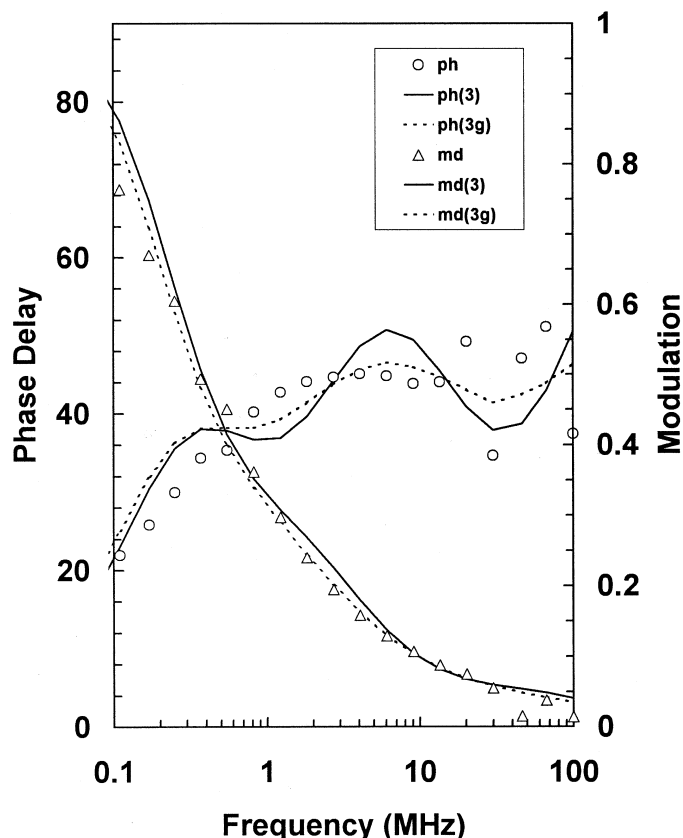 1
ph
ph(3)
ph(3g)
md
md(3)
md(3g)
80
0.8
60
0.6
Phase Delay
Modulation
40
0.4
20
0.2
0
0
0.1
1
10
100
Frequency (MHz)